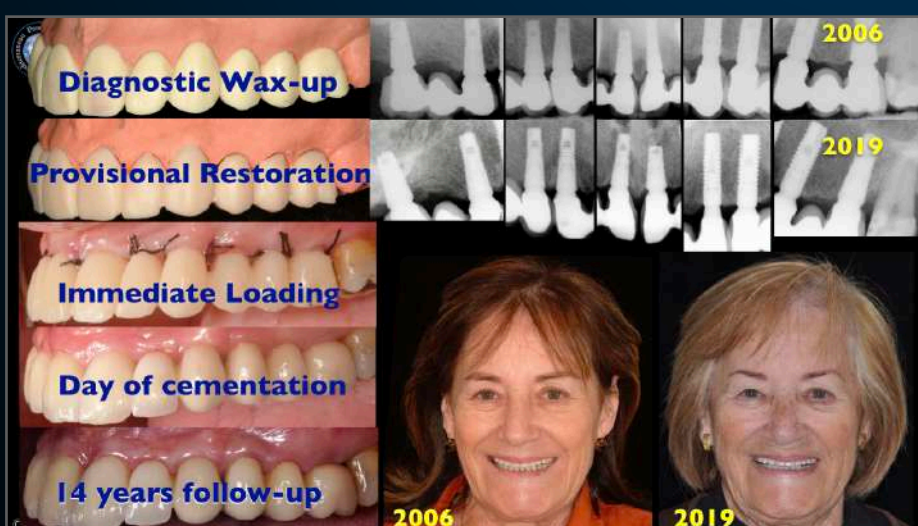 Diagnostic Wax-up
Provisional Restoration
Immediate Loading
Day of cementation
14 years follow-up
2006
2019
2006
2019